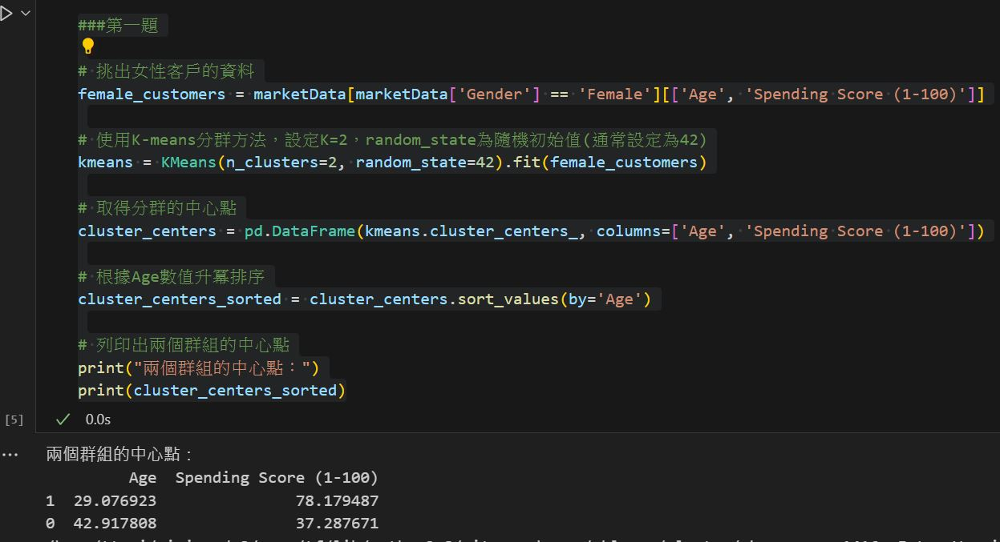 ###第一題
# 挑出女性客戶的資料
female_customers = marketData[marketData['Gender'] == 'Female'][['Age', 'Spending Score (1-100)']]
# 使用K-means分群方法，設定K=2，random_state為隨機初始值(通常設定為42)
kmeans = KMeans(n_clusters=2, random_state=42).fit(female_customers)
# 取得分群的中心點
cluster_centers = pd.DataFrame(kmeans.cluster_centers_, columns=['Age', 'Spending Score (1-100)'])
# 根據Age數值升冪排序
cluster_centers_sorted = cluster_centers.sort_values(by='Age')
# 列印出兩個群組的中心點
print("兩個群組的中心點：")
print(cluster_centers_sorted)
[5] 0.0s
... 兩個群組的中心點：
Age Spending Score (1-100)
1 29.076923 78.179487
0 42.917808 37.287671